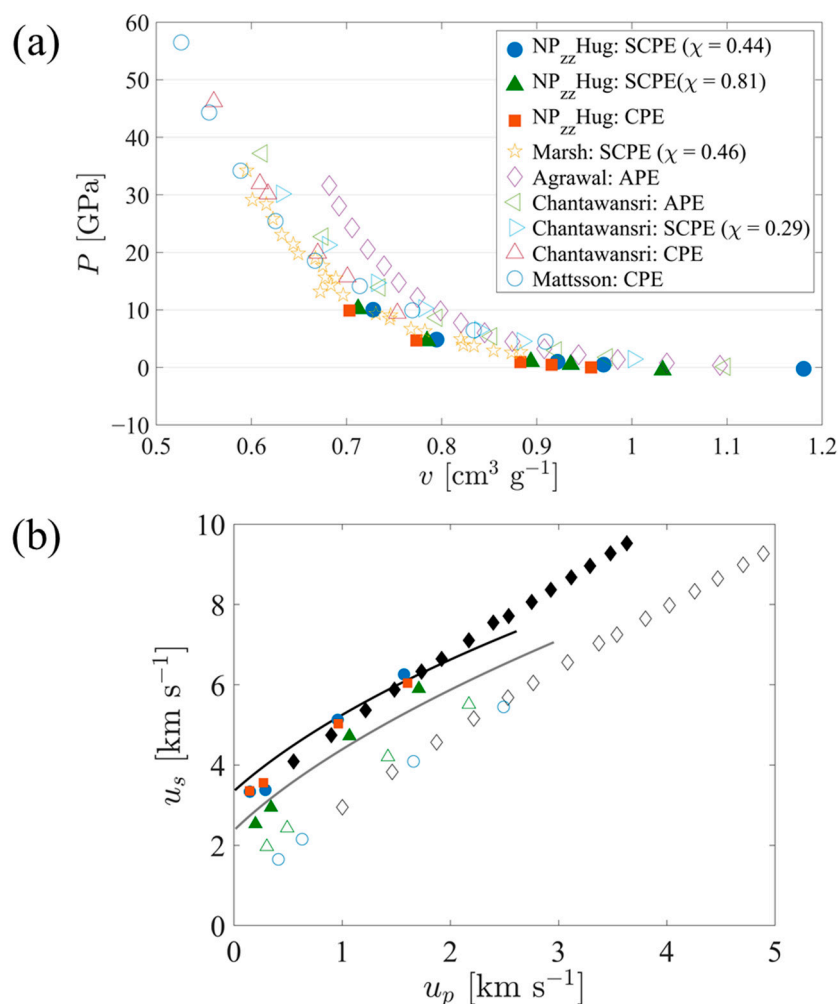 (a)
60
50
40
30
20
10
0
−10
P [GPa]
NPzzHug: SCPE (χ = 0.44)
NPzzHug: SCPE(χ = 0.81)
NPzzHug: CPE
Marsh: SCPE (χ = 0.46)
Agrawal: APE
Chantawansri: APE
Chantawansri: SCPE (χ = 0.29)
Chantawansri: CPE
Mattsson: CPE
0.5 0.6 0.7 0.8 0.9 1 1.1 1.2
v [cm³ g⁻¹]
(b)
10
8
6
4
2
0
uₛ [km s⁻¹]
0 1 2 3 4 5
uₚ [km s⁻¹]